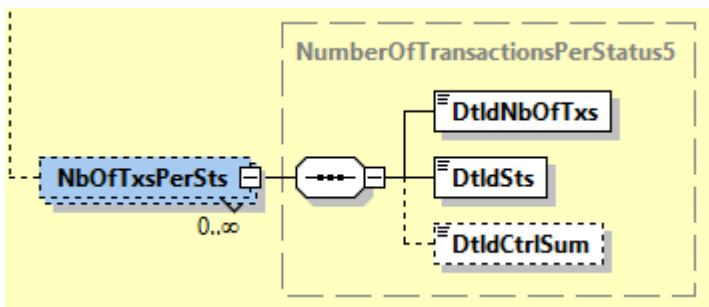 NumberOfTransactionsPerStatus5
DtldNbOfTxs
NbOfTxsPerSts
DtldSts
0..∞
DtldCtrlSum